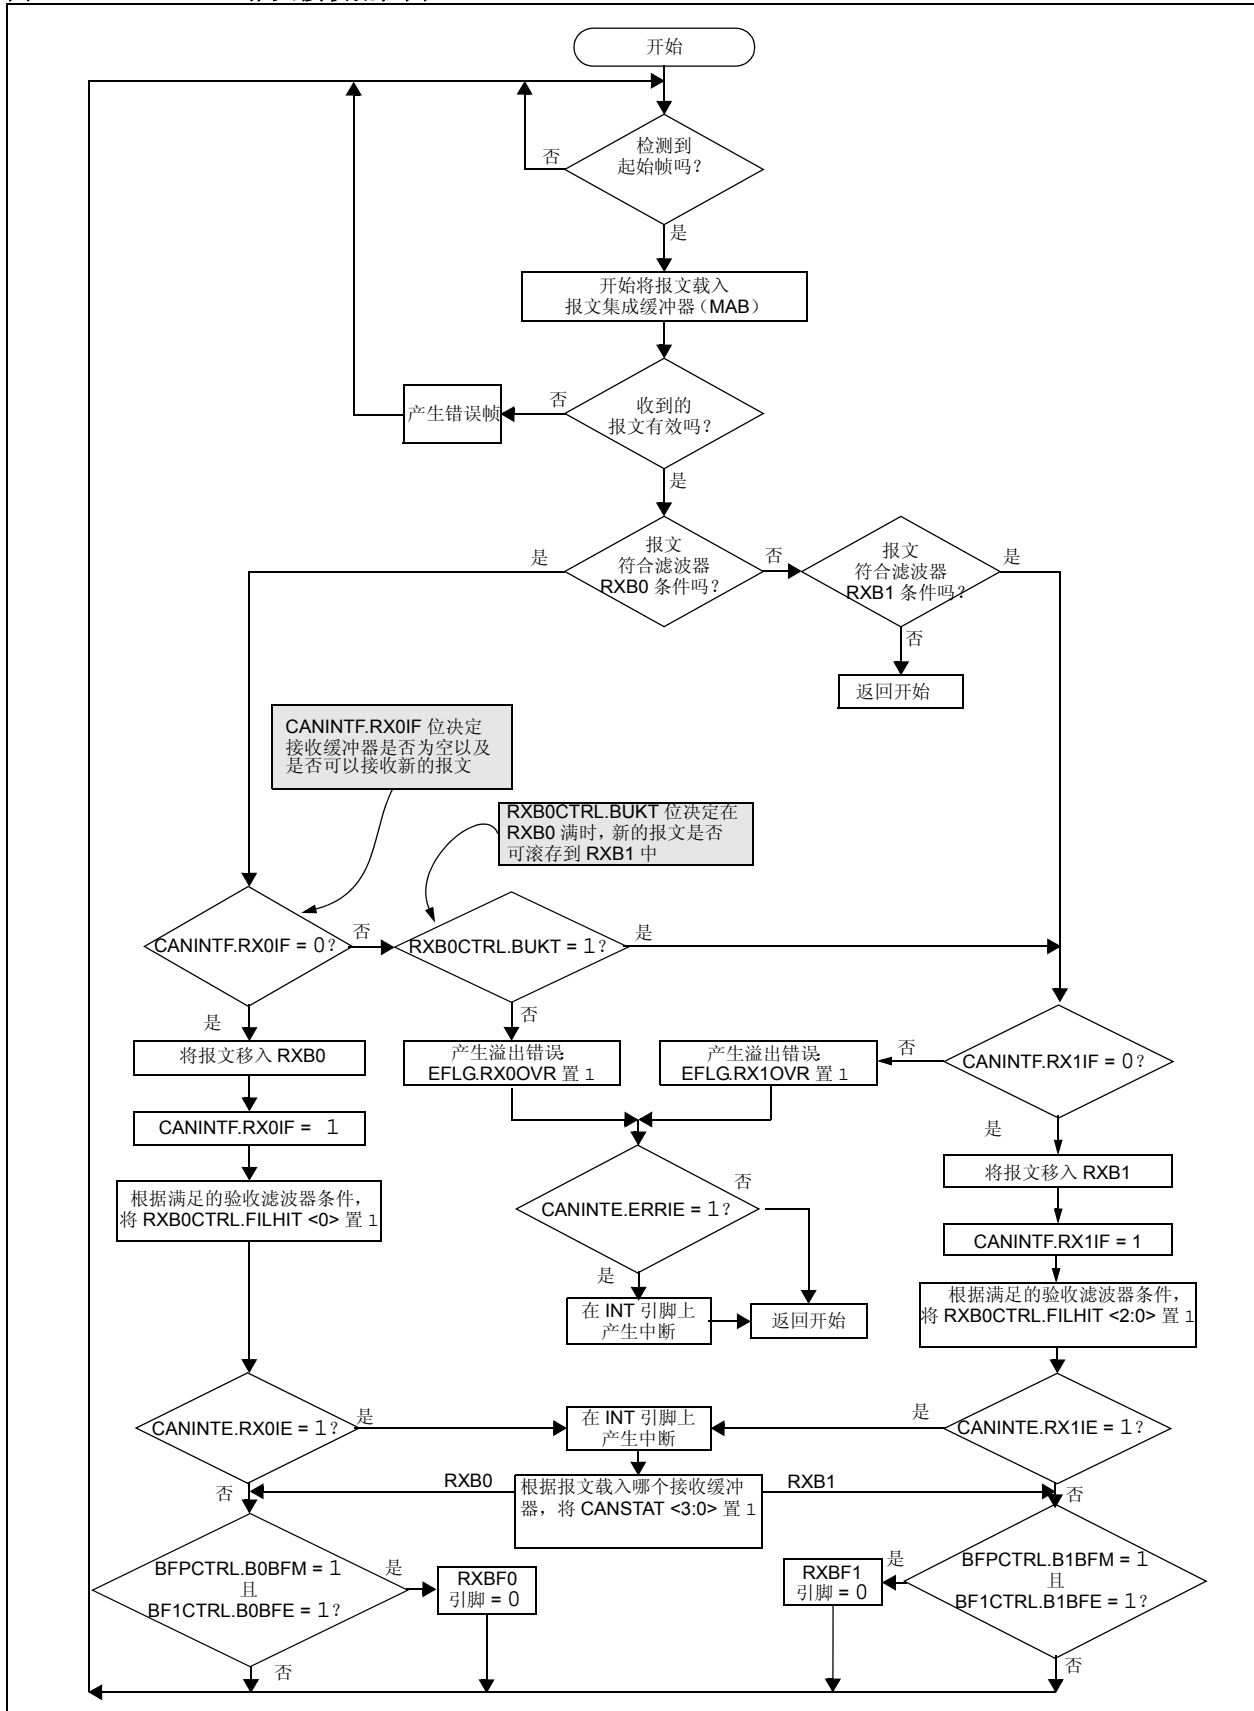 开始
检测到
起始帧吗？
否
是
开始将报文载入
报文集成缓冲器（MAB）
收到的
报文有效吗？
否
产生错误帧
是
报文
符合滤波器
RXB0 条件吗？
是
否
报文
符合滤波器
RXB1 条件吗？
是
否
返回开始
CANINTF.RX0IF 位决定
接收缓冲器是否为空以及
是否可以接收新的报文
RXB0CTRL.BUKT 位决定在
RXB0 满时，新的报文是否
可滚存到 RXB1 中
CANINTF.RX0IF = 0？
否
RXB0CTRL.BUKT = 1？
是
是
否
将报文移入 RXB0
产生溢出错误:
EFLG.RX0OVR 置 1
产生溢出错误:
EFLG.RX1OVR 置 1
否
CANINTF.RX1IF = 0？
CANINTF.RX0IF = 1
是
将报文移入 RXB1
根据满足的验收滤波器条件，
将 RXB0CTRL.FILHIT <0> 置 1
CANINTE.ERRIE = 1？
否
是
CANINTF.RX1IF = 1
在 INT 引脚上
产生中断
返回开始
根据满足的验收滤波器条件，
将 RXB0CTRL.FILHIT <2:0> 置 1
CANINTE.RX0IE = 1？
是
在 INT 引脚上
产生中断
是
CANINTE.RX1IE = 1？
否
RXB0
根据报文载入哪个接收缓冲
器，将 CANSTAT <3:0> 置 1
RXB1
否
BFPCTRL.B0BFM = 1
且
BF1CTRL.B0BFE = 1？
是
RXBF0
引脚 = 0
RXBF1
引脚 = 0
是
BFPCTRL.B1BFM = 1
且
BF1CTRL.B1BFE = 1？
否
否